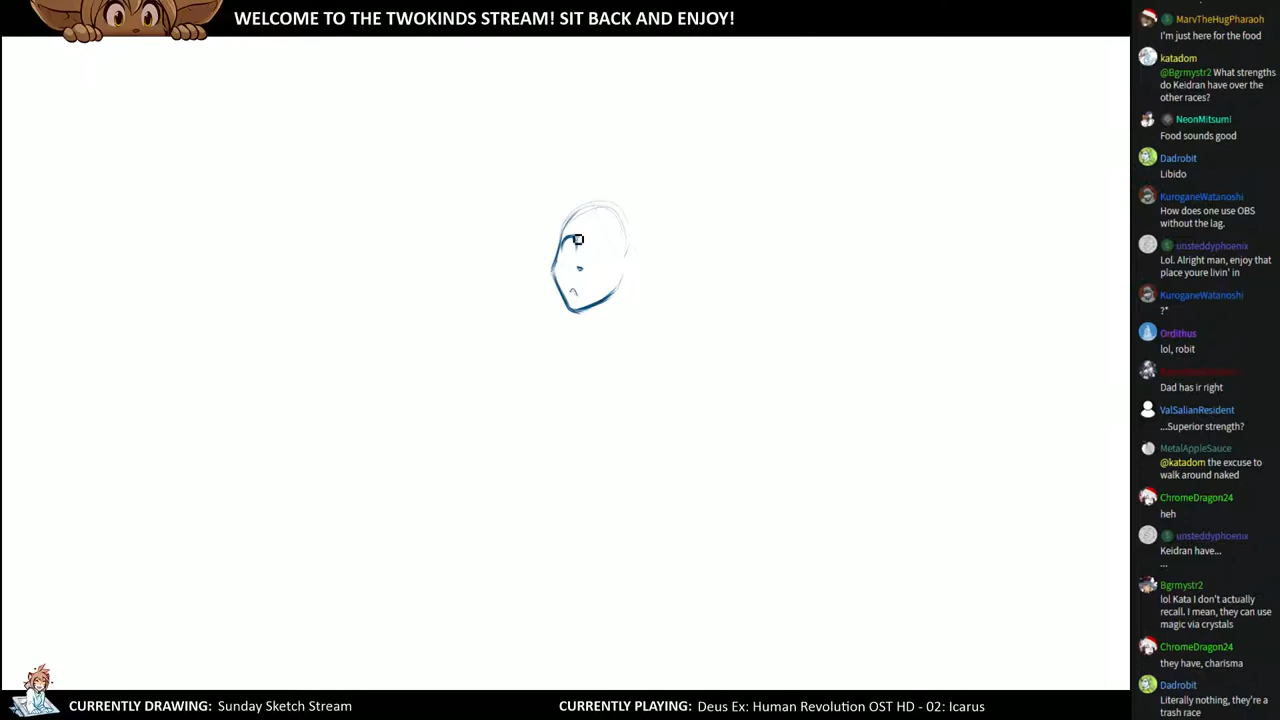 WELCOME TO THE TWOKINDS STREAM! SIT BACK AND ENJOY!
MarvTheHugPharaoh
I'm just here for the food
katadom
@Bgrmystr2 What strengths
do Keidran have over the
other races?
NeonMitsumi
Food sounds good
Dadrobit
Libido
KuroganeWatanoshi
How does one use OBS
without the lag.
unsteddyphoenix
Lol. Alright man, enjoy that
place youre livin' in
KuroganeWatanoshi
?*
Ordithus
lol, robit
Dad has ir right
ValSalianResident
...Superior strength?
MetalAppleSauce
@katadom the excuse to
walk around naked
ChromeDragon24
heh
unsteddyphoenix
Keidran have...
...
Bgrmystr2
lol Kata I don't actually
recall. I mean, they can use
magic via crystals
ChromeDragon24
they have, charisma
Dadrobit
Literally nothing, they're a
trash race
CURRENTLY DRAWING: Sunday Sketch Stream
CURRENTLY PLAYING: Deus Ex: Human Revolution OST HD - 02: Icarus